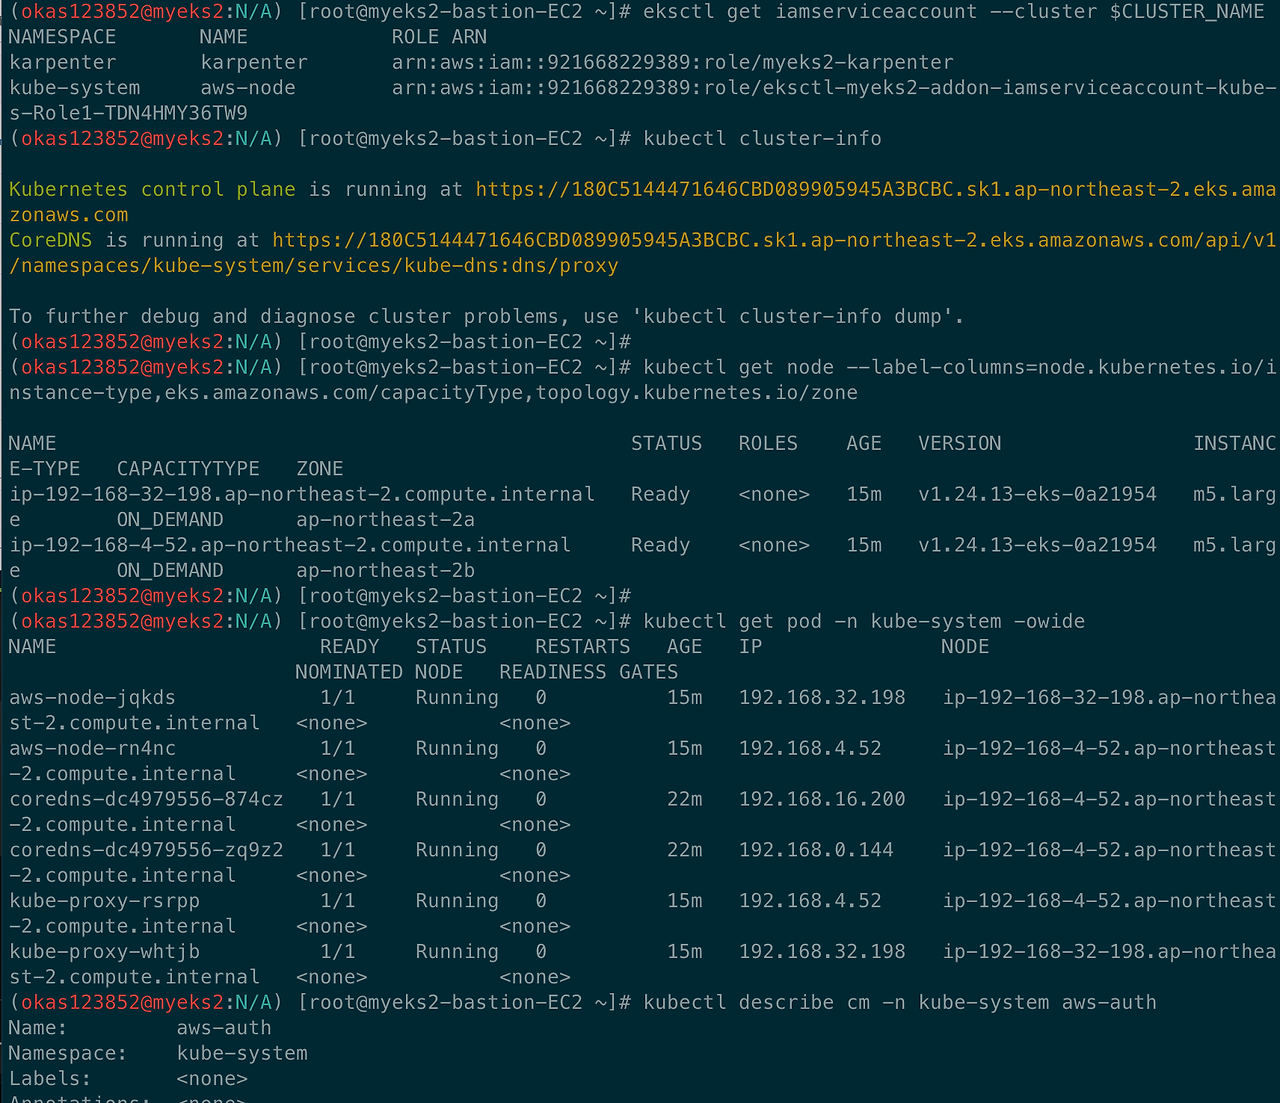 (okas123852@myeks2:N/A) [root@myeks2-bastion-EC2 ~]# eksctl get iamserviceaccount --cluster $CLUSTER_NAME
NAMESPACE       NAME            ROLE ARN
karpenter       karpenter       arn:aws:iam::921668229389:role/myeks2-karpenter
kube-system     aws-node        arn:aws:iam::921668229389:role/eksctl-myeks2-addon-iamserviceaccount-kube-
s-Role1-TDN4HMY36TW9
(okas123852@myeks2:N/A) [root@myeks2-bastion-EC2 ~]# kubectl cluster-info
Kubernetes control plane is running at https://180C5144471646CBD089905945A3BCBC.sk1.ap-northeast-2.eks.ama
zonaws.com
CoreDNS is running at https://180C5144471646CBD089905945A3BCBC.sk1.ap-northeast-2.eks.amazonaws.com/api/v1
/namespaces/kube-system/services/kube-dns:dns/proxy
To further debug and diagnose cluster problems, use 'kubectl cluster-info dump'.
(okas123852@myeks2:N/A) [root@myeks2-bastion-EC2 ~]#
(okas123852@myeks2:N/A) [root@myeks2-bastion-EC2 ~]# kubectl get node --label-columns=node.kubernetes.io/i
nstance-type,eks.amazonaws.com/capacityType,topology.kubernetes.io/zone
NAME                                                STATUS   ROLES    AGE   VERSION                INSTANC
E-TYPE   CAPACITYTYPE   ZONE
ip-192-168-32-198.ap-northeast-2.compute.internal   Ready    <none>   15m   v1.24.13-eks-0a21954   m5.larg
e        ON_DEMAND      ap-northeast-2a
ip-192-168-4-52.ap-northeast-2.compute.internal     Ready    <none>   15m   v1.24.13-eks-0a21954   m5.larg
e        ON_DEMAND      ap-northeast-2b
(okas123852@myeks2:N/A) [root@myeks2-bastion-EC2 ~]#
(okas123852@myeks2:N/A) [root@myeks2-bastion-EC2 ~]# kubectl get pod -n kube-system -owide
NAME                      READY   STATUS    RESTARTS   AGE   IP               NODE
                        NOMINATED NODE   READINESS GATES
aws-node-jqkds            1/1     Running   0          15m   192.168.32.198   ip-192-168-32-198.ap-northea
st-2.compute.internal   <none>           <none>
aws-node-rn4nc            1/1     Running   0          15m   192.168.4.52     ip-192-168-4-52.ap-northeast
-2.compute.internal     <none>           <none>
coredns-dc4979556-874cz   1/1     Running   0          22m   192.168.16.200   ip-192-168-4-52.ap-northeast
-2.compute.internal     <none>           <none>
coredns-dc4979556-zq9z2   1/1     Running   0          22m   192.168.0.144    ip-192-168-4-52.ap-northeast
-2.compute.internal     <none>           <none>
kube-proxy-rsrpp          1/1     Running   0          15m   192.168.4.52     ip-192-168-4-52.ap-northeast
-2.compute.internal     <none>           <none>
kube-proxy-whtjb          1/1     Running   0          15m   192.168.32.198   ip-192-168-32-198.ap-northea
st-2.compute.internal   <none>           <none>
(okas123852@myeks2:N/A) [root@myeks2-bastion-EC2 ~]# kubectl describe cm -n kube-system aws-auth
Name:         aws-auth
Namespace:    kube-system
Labels:       <none>
Annotations:  <none>